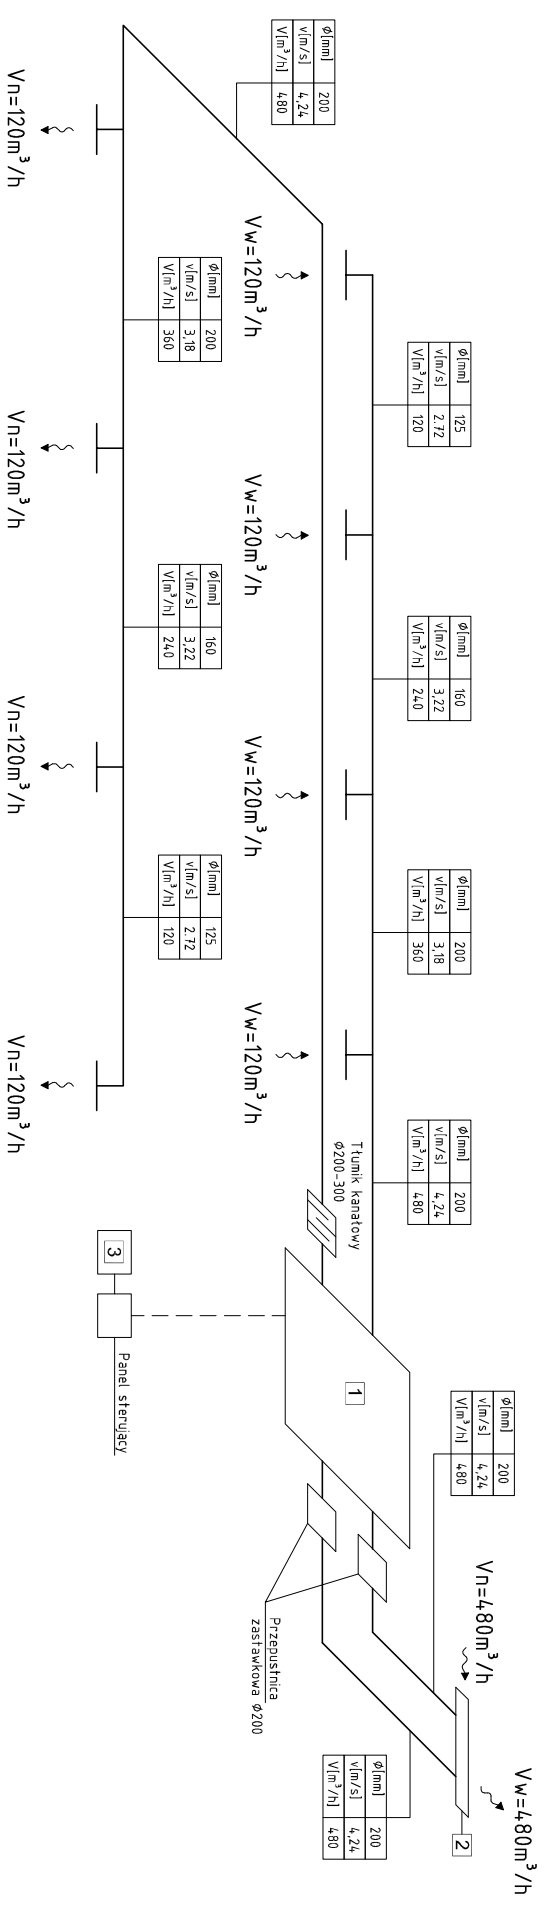 Φ[mm] 200
v[m/s] 4,24
V[m³/h] 480
Vw=120m³/h
Φ[mm] 125
v[m/s] 2.72
V[m³/h] 120
Vw=120m³/h
Φ[mm] 160
v[m/s] 3,22
V[m³/h] 240
Vw=120m³/h
Φ[mm] 200
v[m/s] 3,18
V[m³/h] 360
Vw=120m³/h
Φ[mm] 200
v[m/s] 4,24
V[m³/h] 480
Tłumik kanałowy
Φ200-300
1
Φ[mm] 200
v[m/s] 4,24
V[m³/h] 480
Vn=480m³/h
Vw=480m³/h
2
Φ[mm] 200
v[m/s] 4,24
V[m³/h] 480
Przepustnica
zastawkowa Φ200
3
Panel sterujący
Vn=120m³/h
Φ[mm] 200
v[m/s] 3,18
V[m³/h] 360
Vn=120m³/h
Φ[mm] 160
v[m/s] 3,22
V[m³/h] 240
Vn=120m³/h
Φ[mm] 125
v[m/s] 2.72
V[m³/h] 120
Vn=120m³/h